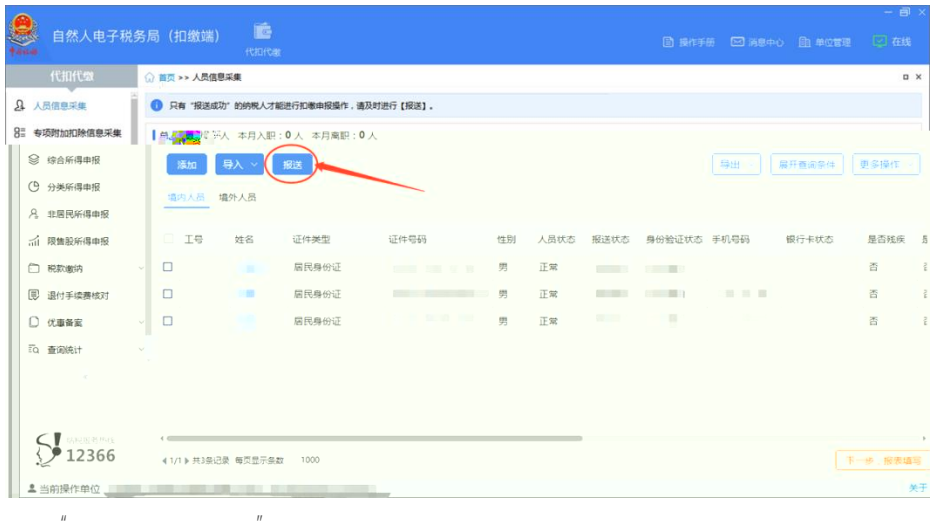 自然人电子税务局（扣缴端）
代扣代缴
操作手册 消息中心 单位管理 在线
代扣代缴
首页 >> 人员信息采集
人员信息采集
只有“报送成功”的纳税人才能进行扣缴申报操作，请及时进行【报送】。
专项附加扣除信息采集
人 本月入职：0 人 本月离职：0 人
综合所得申报
添加 导入 报送 导出 展开查询条件 更多操作
分类所得申报
境内人员 境外人员
非居民所得申报
限售股所得申报
工号 姓名 证件类型 证件号码 性别 人员状态 报送状态 身份验证状态 手机号码 银行卡状态 是否残疾
税款缴纳
居民身份证 男 正常 否
退付手续费核对
居民身份证 男 正常 否
优惠备案
居民身份证 男 正常 否
查询统计
12366
1/1 共3条记录 每页显示条数 1000
下一步，报表填写
当前操作单位
关于
" "